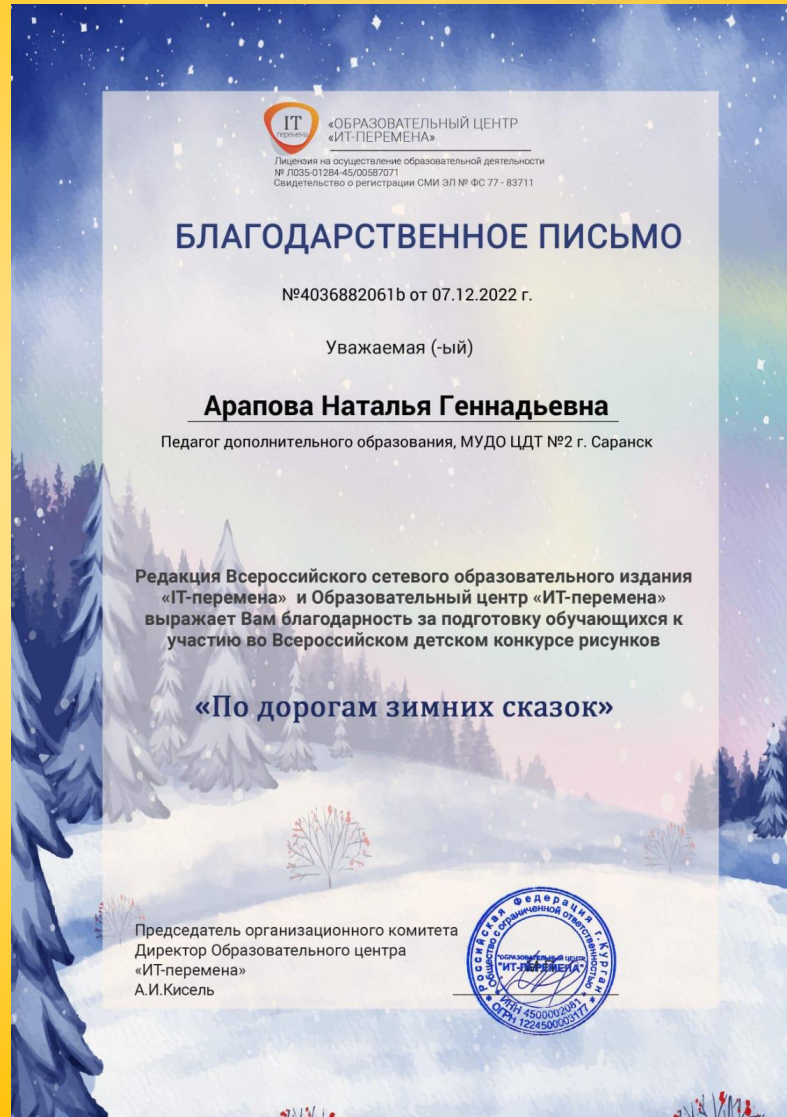 IT
перемена
«ОБРАЗОВАТЕЛЬНЫЙ ЦЕНТР
«ИТ-ПЕРЕМЕНА»
Лицензия на осуществление образовательной деятельности
№ Л035-01284-45/00587071
Свидетельство о регистрации СМИ ЭЛ № ФС 77 - 83711
БЛАГОДАРСТВЕННОЕ ПИСЬМО
№4036882061b от 07.12.2022 г.
Уважаемая (-ый)
Арапова Наталья Геннадьевна
Педагог дополнительного образования, МУДО ЦДТ №2 г. Саранск
Редакция Всероссийского сетевого образовательного издания
«IT-перемена» и Образовательный центр «ИТ-перемена»
выражает Вам благодарность за подготовку обучающихся к
участию во Всероссийском детском конкурсе рисунков
«По дорогам зимних сказок»
Председатель организационного комитета
Директор Образовательного центра
«ИТ-перемена»
А.И.Кисель
Российская Федерация г.Курган
Общество с ограниченной ответственностью
"ОБРАЗОВАТЕЛЬНЫЙ ЦЕНТР
"ИТ-ПЕРЕМЕНА"
ИНН 4500002081
ОГРН 1224500003177